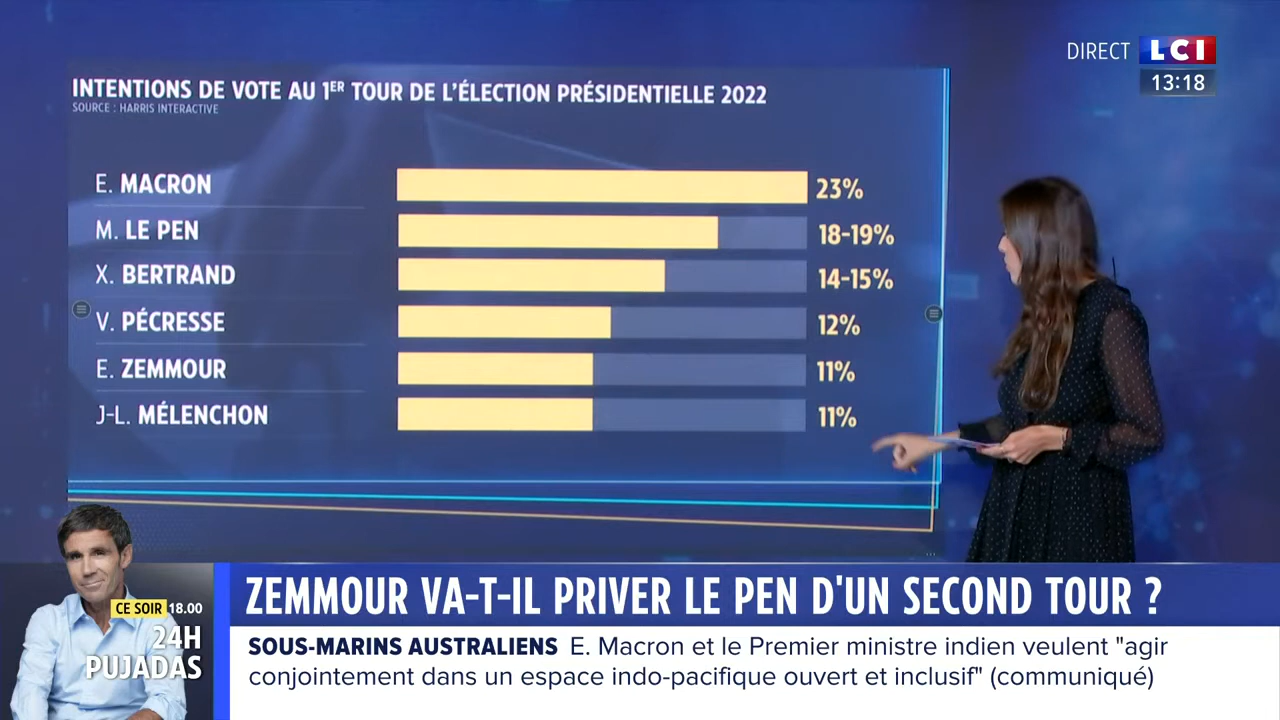 DIRECT LCI
13:18
INTENTIONS DE VOTE AU 1ER TOUR DE L'ÉLECTION PRÉSIDENTIELLE 2022
SOURCE : HARRIS INTERACTIVE
E. MACRON 23%
M. LE PEN 18-19%
X. BERTRAND 14-15%
V. PÉCRESSE 12%
E. ZEMMOUR 11%
J-L. MÉLENCHON 11%
CE SOIR 18.00
24H
PUJADAS
ZEMMOUR VA-T-IL PRIVER LE PEN D'UN SECOND TOUR ?
SOUS-MARINS AUSTRALIENS E. Macron et le Premier ministre indien veulent "agir
conjointement dans un espace indo-pacifique ouvert et inclusif" (communiqué)